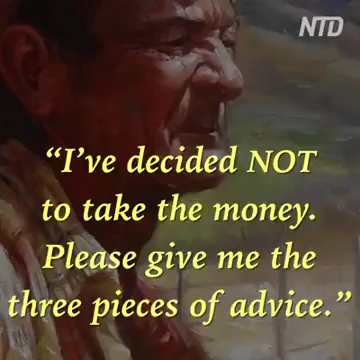 NTD
“I’ve decided NOT
to take the money.
Please give me the
three pieces of advice.”